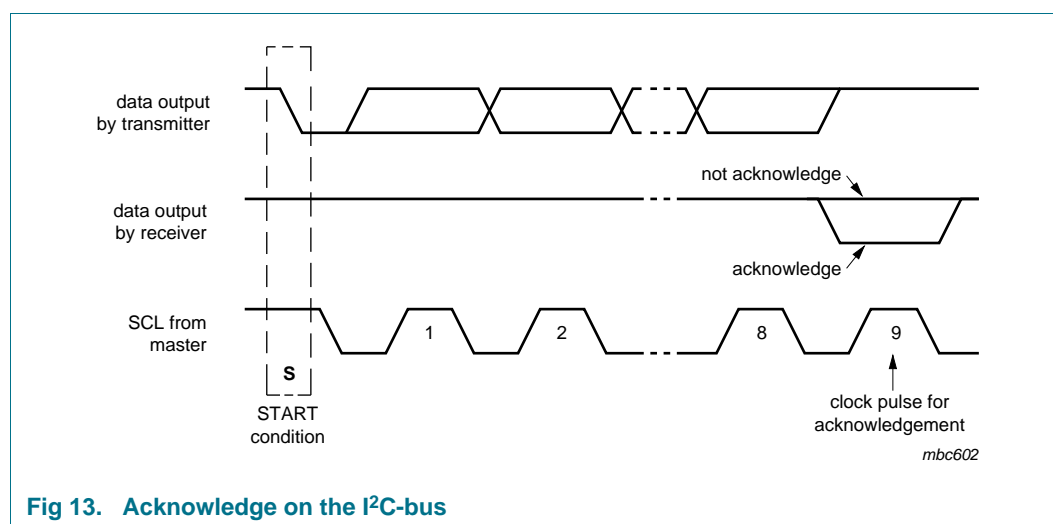 data output
by transmitter
not acknowledge
data output
by receiver
acknowledge
SCL from
master
1
2
8
9
S
START
condition
clock pulse for
acknowledgement
mbc602
Fig 13. Acknowledge on the I²C-bus